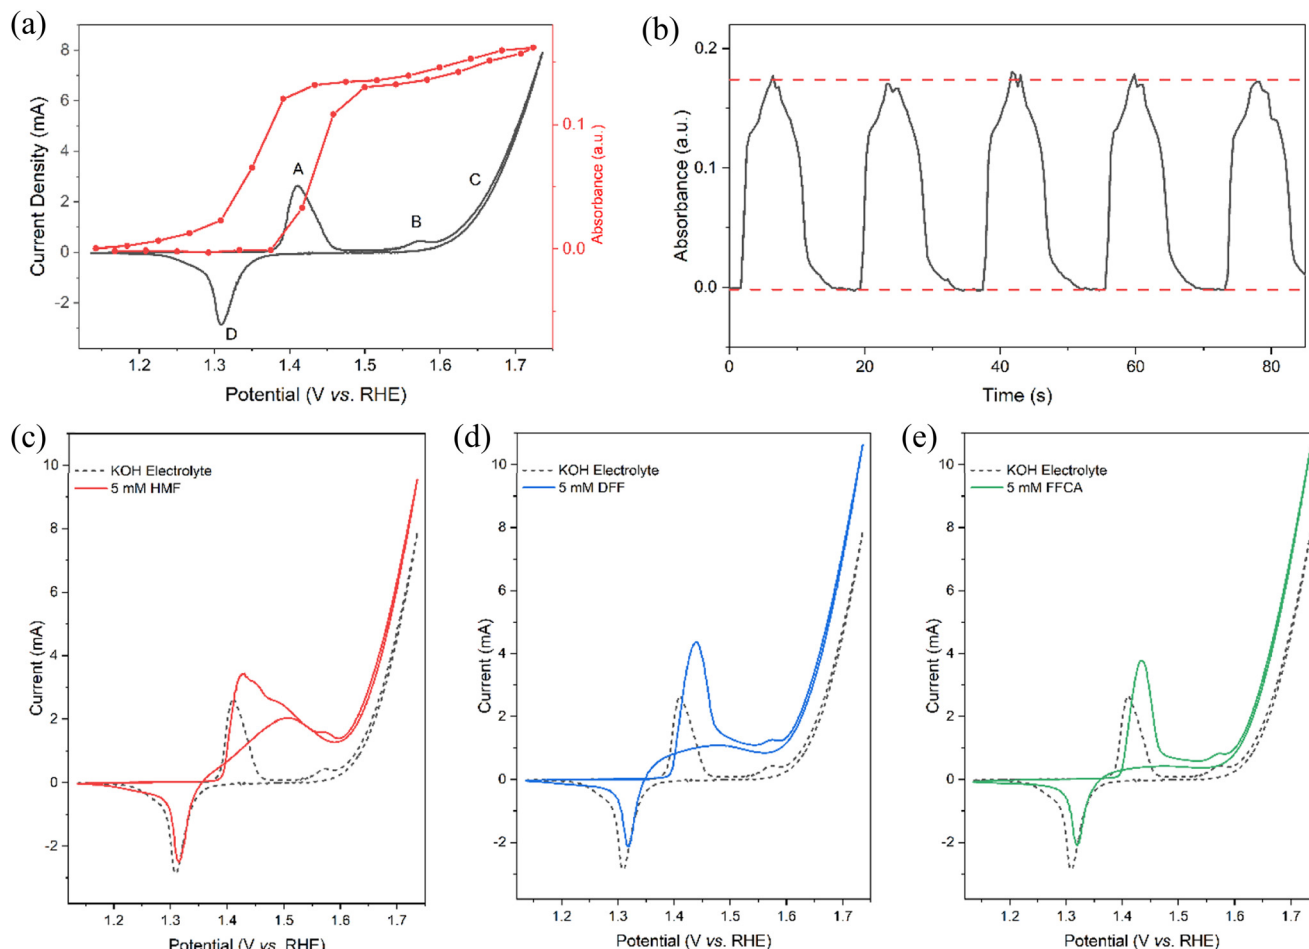 (a)
8
6
4
2
0
-2
Current Density (mA)
A
B
C
D
0.1
0.0
Absorbance (a.u.)
1.2 1.3 1.4 1.5 1.6 1.7
Potential (V vs. RHE)
(b)
0.2
0.1
0.0
Absorbance (a.u.)
0 20 40 60 80
Time (s)
(c)
KOH Electrolyte
5 mM HMF
10
8
6
4
2
0
-2
Current (mA)
1.2 1.3 1.4 1.5 1.6 1.7
Potential (V vs. RHE)
(d)
KOH Electrolyte
5 mM DFF
10
8
6
4
2
0
-2
Current (mA)
1.2 1.3 1.4 1.5 1.6 1.7
Potential (V vs. RHE)
(e)
KOH Electrolyte
5 mM FFCA
10
8
6
4
2
0
-2
Current (mA)
1.2 1.3 1.4 1.5 1.6 1.7
Potential (V vs. RHE)